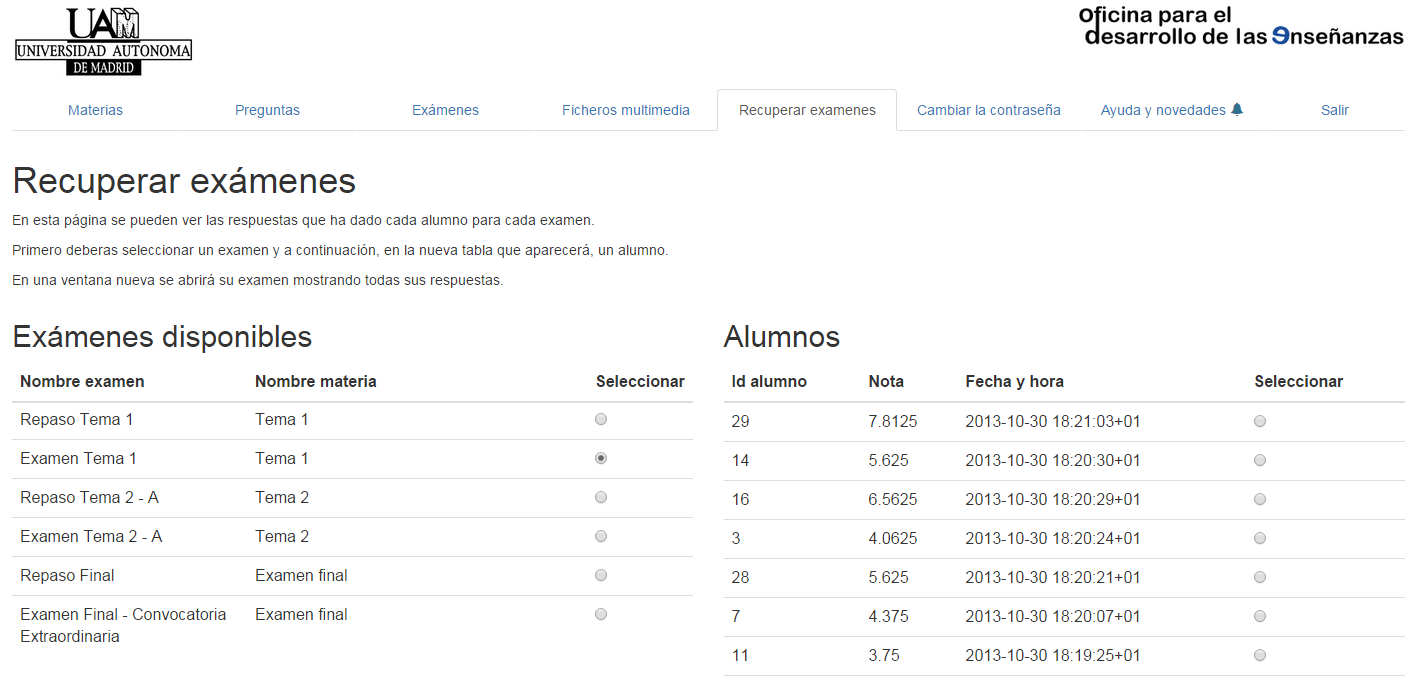 UAM
UNIVERSIDAD AUTONOMA
DE MADRID
Oficina para el
desarrollo de las enseñanzas
Materias Preguntas Exámenes Ficheros multimedia Recuperar examenes Cambiar la contraseña Ayuda y novedades Salir
Recuperar exámenes
En esta página se pueden ver las respuestas que ha dado cada alumno para cada examen.
Primero deberas seleccionar un examen y a continuación, en la nueva tabla que aparecerá, un alumno.
En una ventana nueva se abrirá su examen mostrando todas sus respuestas.
Exámenes disponibles
Nombre examen Nombre materia Seleccionar
Repaso Tema 1 Tema 1
Examen Tema 1 Tema 1
Repaso Tema 2 - A Tema 2
Examen Tema 2 - A Tema 2
Repaso Final Examen final
Examen Final - Convocatoria Examen final
Extraordinaria
Alumnos
Id alumno Nota Fecha y hora Seleccionar
29 7.8125 2013-10-30 18:21:03+01
14 5.625 2013-10-30 18:20:30+01
16 6.5625 2013-10-30 18:20:29+01
3 4.0625 2013-10-30 18:20:24+01
28 5.625 2013-10-30 18:20:21+01
7 4.375 2013-10-30 18:20:07+01
11 3.75 2013-10-30 18:19:25+01